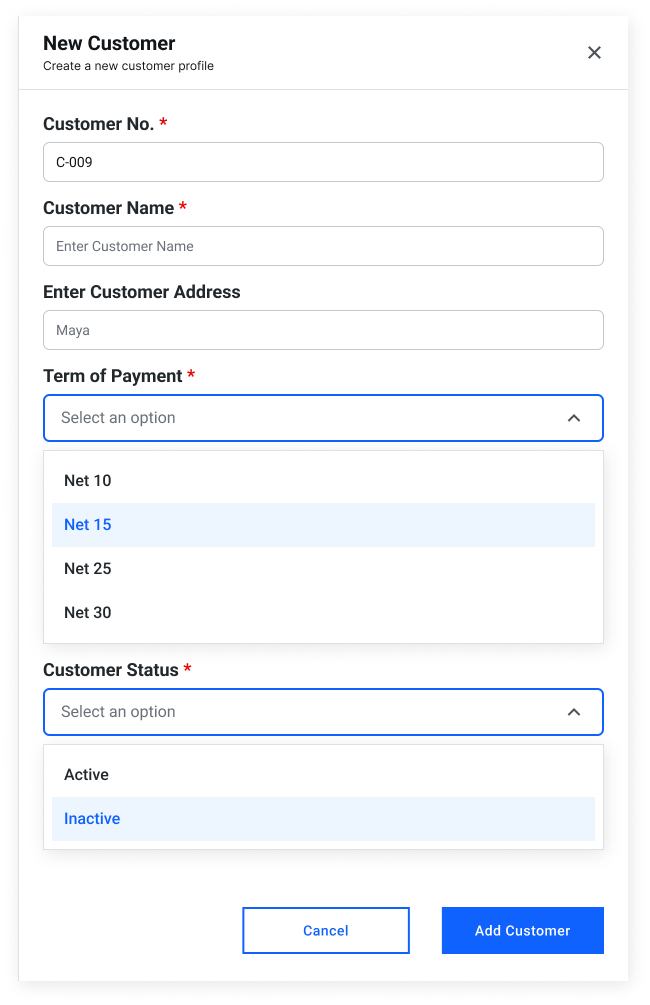 New Customer
Create a new customer profile
Customer No. *
C-009
Customer Name *
Enter Customer Name
Enter Customer Address
Maya
Term of Payment *
Select an option
Net 10
Net 15
Net 25
Net 30
Customer Status *
Select an option
Active
Inactive
Cancel
Add Customer